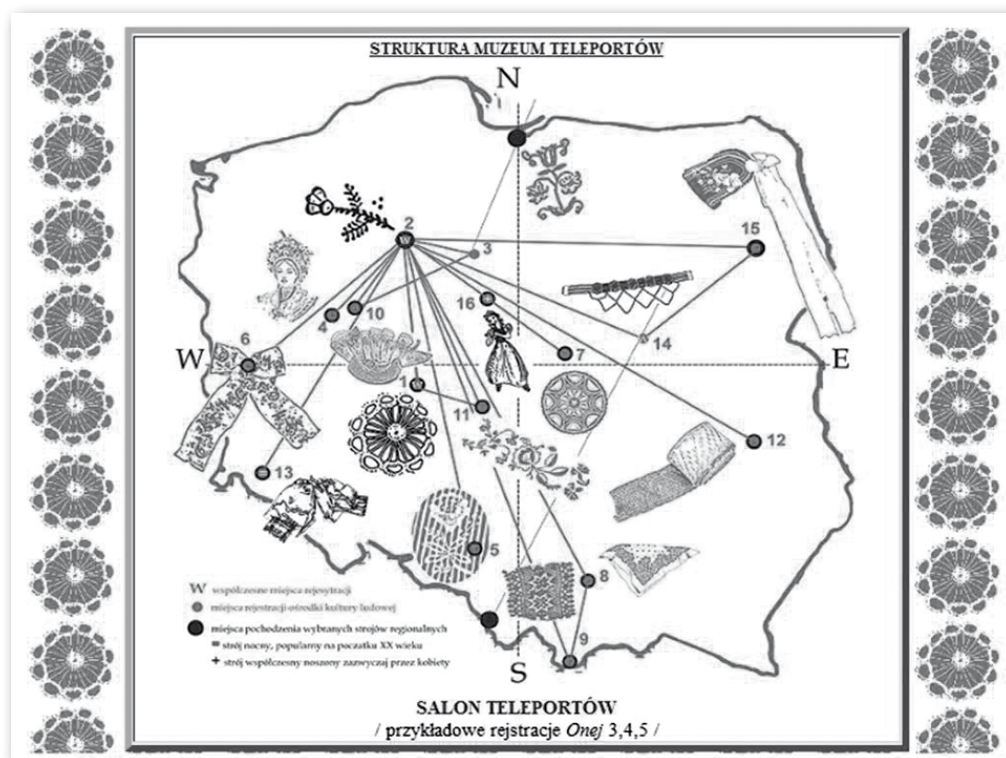 STRUKTURA MUZEUM TELEPORTÓW
N
2
W
3
15
16
4
10
14
6
7
W
E
1
W
11
12
13
5
8
9
S
W współczesne miejsca rejestytracji
miejsca rejestracji-ośrodki kultury ludowej
miejsca pochodzenia wybranych strojów regionalnych
= strój nocny, popularny na początku XX wieku
+ strój współczesny noszony zazwyczaj przez kobiety
SALON TELEPORTÓW
/ przykładowe rejstracje Onej 3,4,5 /